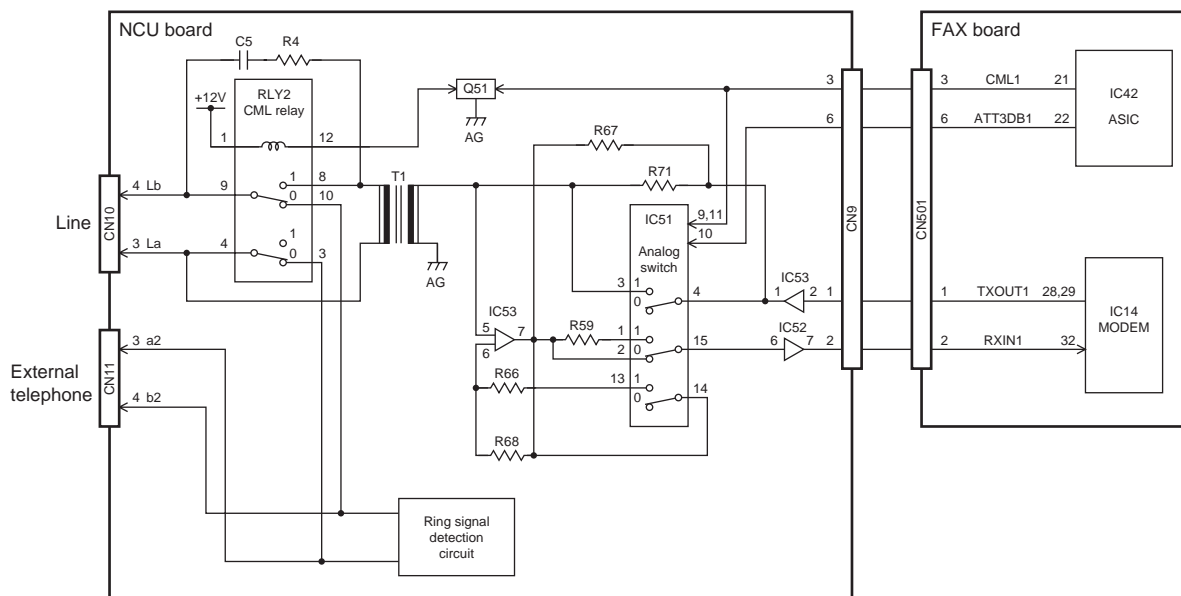 NCU board
FAX board
C5
R4
RLY2
CML relay
+12V
1
12
Q51
AG
3
3
CML1
21
IC42
ASIC
6
6
ATT3DB1
22
R67
R71
4 Lb
9
1
8
0
10
T1
Line
CN10
3 La
4
1
0
3
AG
IC51
9,11
10
Analog
switch
CN9
CN501
3
1
0
4
IC53
1
2
1
1
TXOUT1
28,29
IC14
MODEM
IC53
5
6
7
R59
1
1
2
0
15
IC52
6
7
2
2
RXIN1
32
External
telephone
CN11
3 a2
4 b2
R66
13
1
0
14
R68
Ring signal
detection
circuit